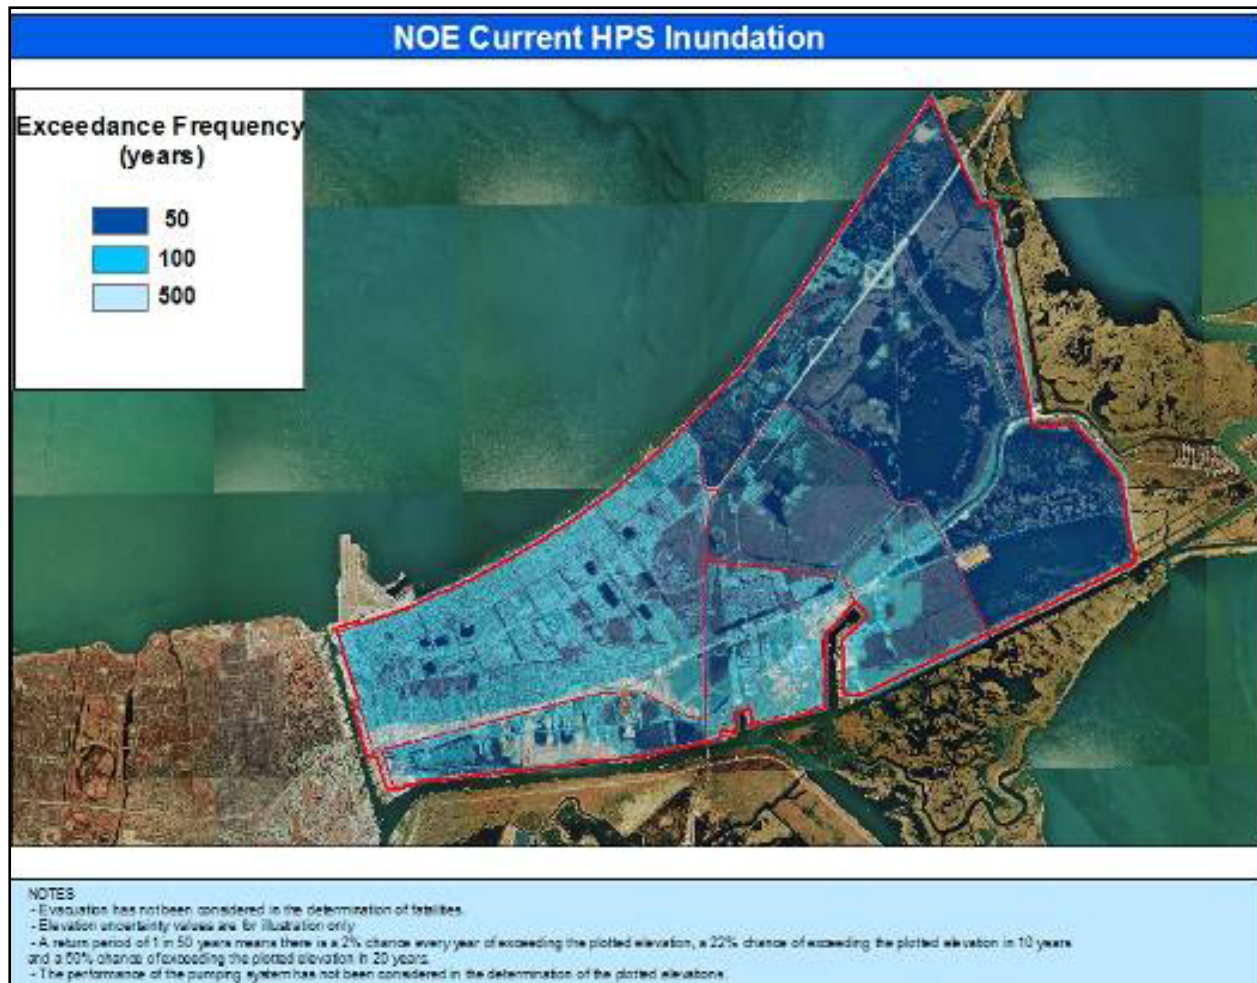 NOE Current HPS Inundation
Exceedance Frequency
(years)
50
100
500
NOTES
- Evacuation has not been considered in the determination of fatalities.
- Elevation uncertainty values are for illustration only
- A return period of 1 in 50 years means there is a 2% chance every year of exceeding the plotted elevation, a 22% chance of exceeding the plotted elevation in 10 years
and a 50% chance of exceeding the plotted elevation in 20 years.
- The performance of the pumping system has not been considered in the determination of the plotted elevations.